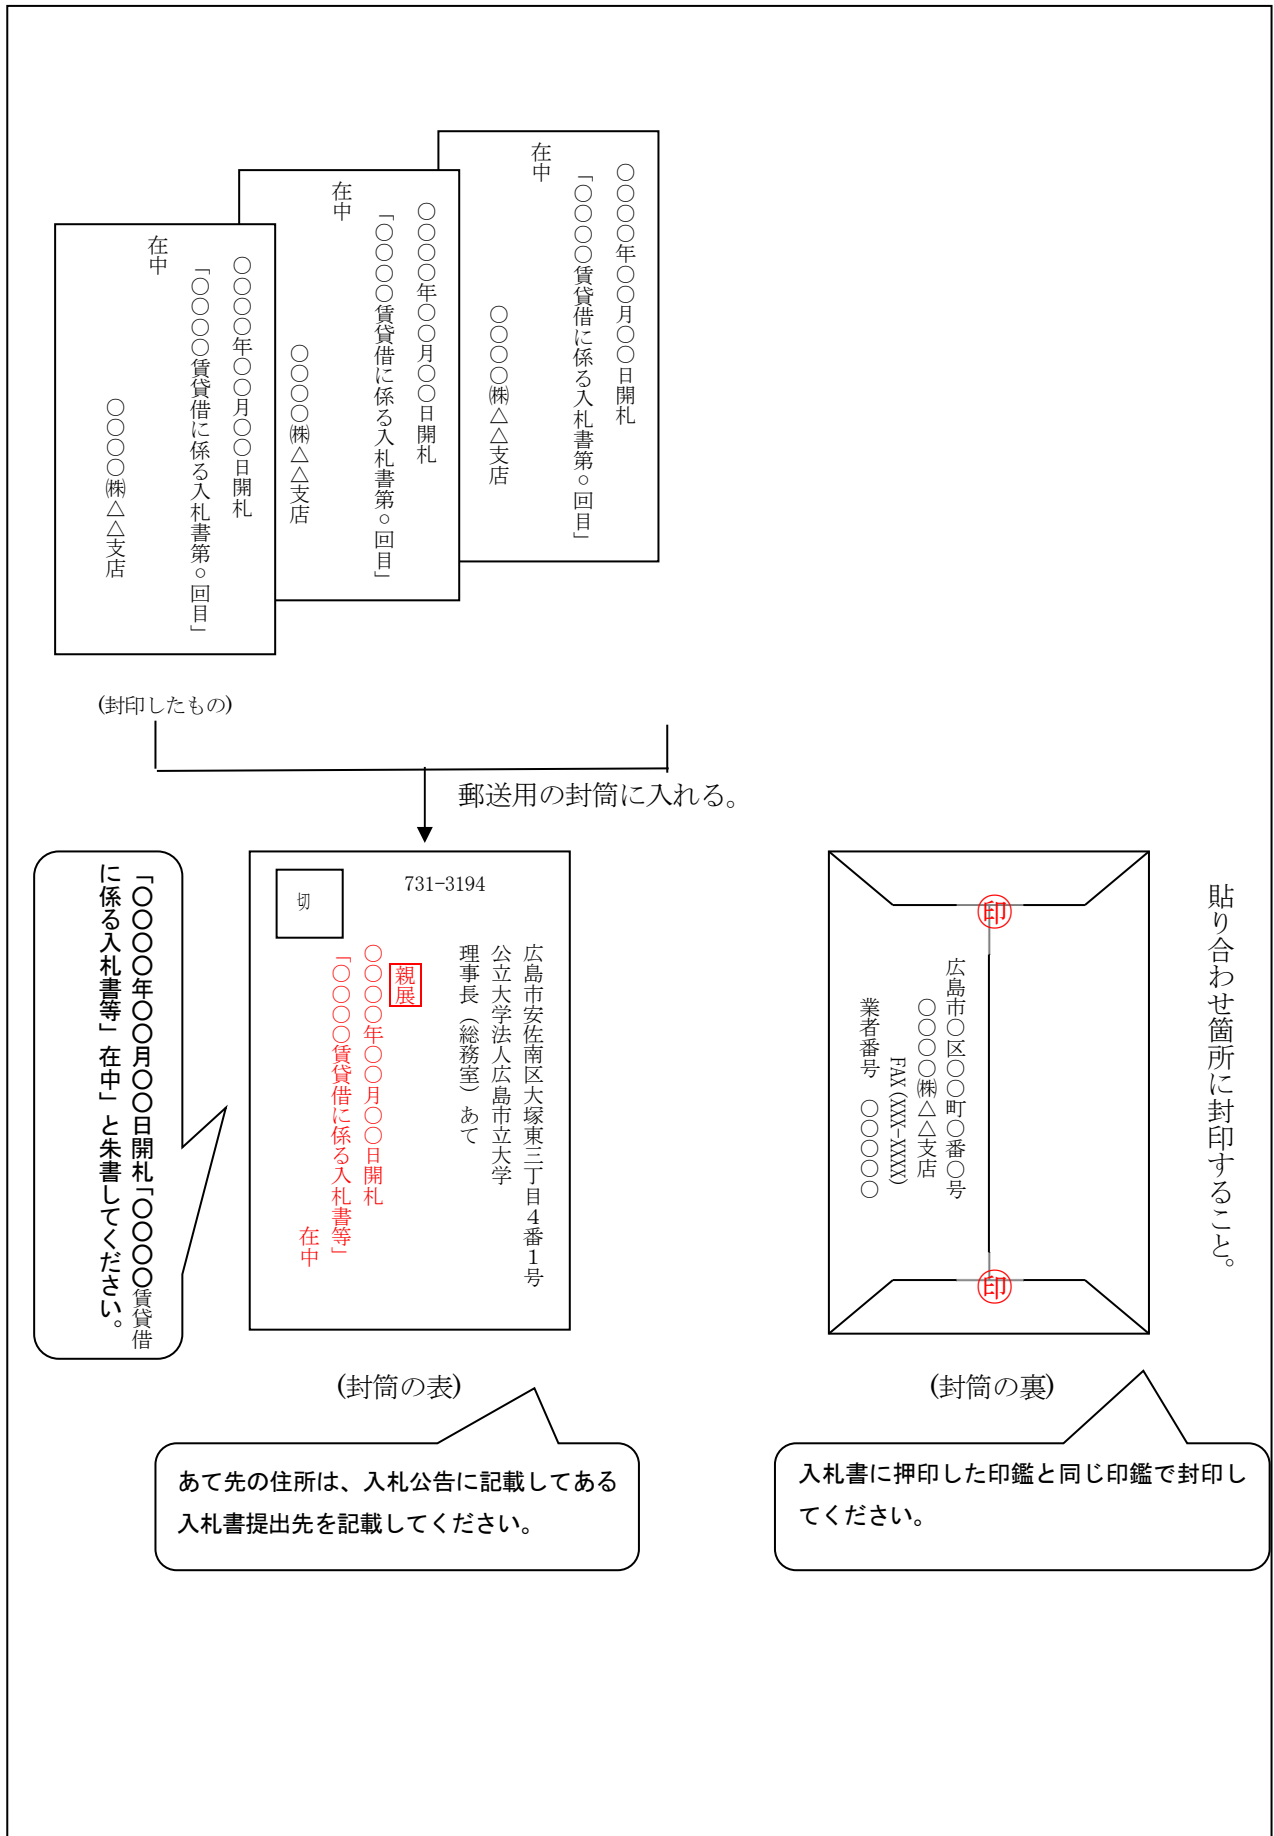 〇〇〇〇年〇〇月〇〇日開札
「〇〇〇〇賃貸借に係る入札書第○回目」
在中
〇〇〇〇㈱△△支店
〇〇〇〇年〇〇月〇〇日開札
「〇〇〇〇賃貸借に係る入札書第○回目」
在中
〇〇〇〇㈱△△支店
〇〇〇〇年〇〇月〇〇日開札
「〇〇〇〇賃貸借に係る入札書第○回目」
在中
〇〇〇〇㈱△△支店
(封印したもの)
郵送用の封筒に入れる。
「〇〇〇〇年〇〇月〇〇日開札「〇〇〇〇賃貸借
に係る入札書等」在中」と朱書してください。
切
731-3194
広島市安佐南区大塚東三丁目4番1号
公立大学法人広島市立大学
理事長（総務室）あて
親展
〇〇〇〇年〇〇月〇〇日開札
「〇〇〇〇賃貸借に係る入札書等」
在中
(封筒の表)
あて先の住所は、入札公告に記載してある
入札書提出先を記載してください。
貼り合わせ箇所に封印すること。
印
広島市〇区〇〇町〇番〇号
〇〇〇〇㈱△△支店
FAX(XXX-XXXX)
業者番号　〇〇〇〇〇
印
(封筒の裏)
入札書に押印した印鑑と同じ印鑑で封印し
てください。